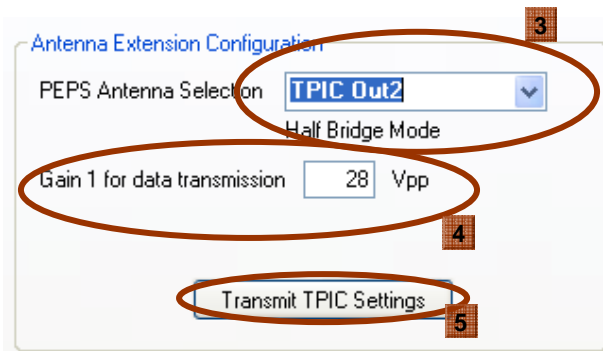 3
Antenna Extension Configuration
PEPS Antenna Selection TPIC Out2
Half Bridge Mode
Gain 1 for data transmission 28 Vpp
4
Transmit TPIC Settings
5